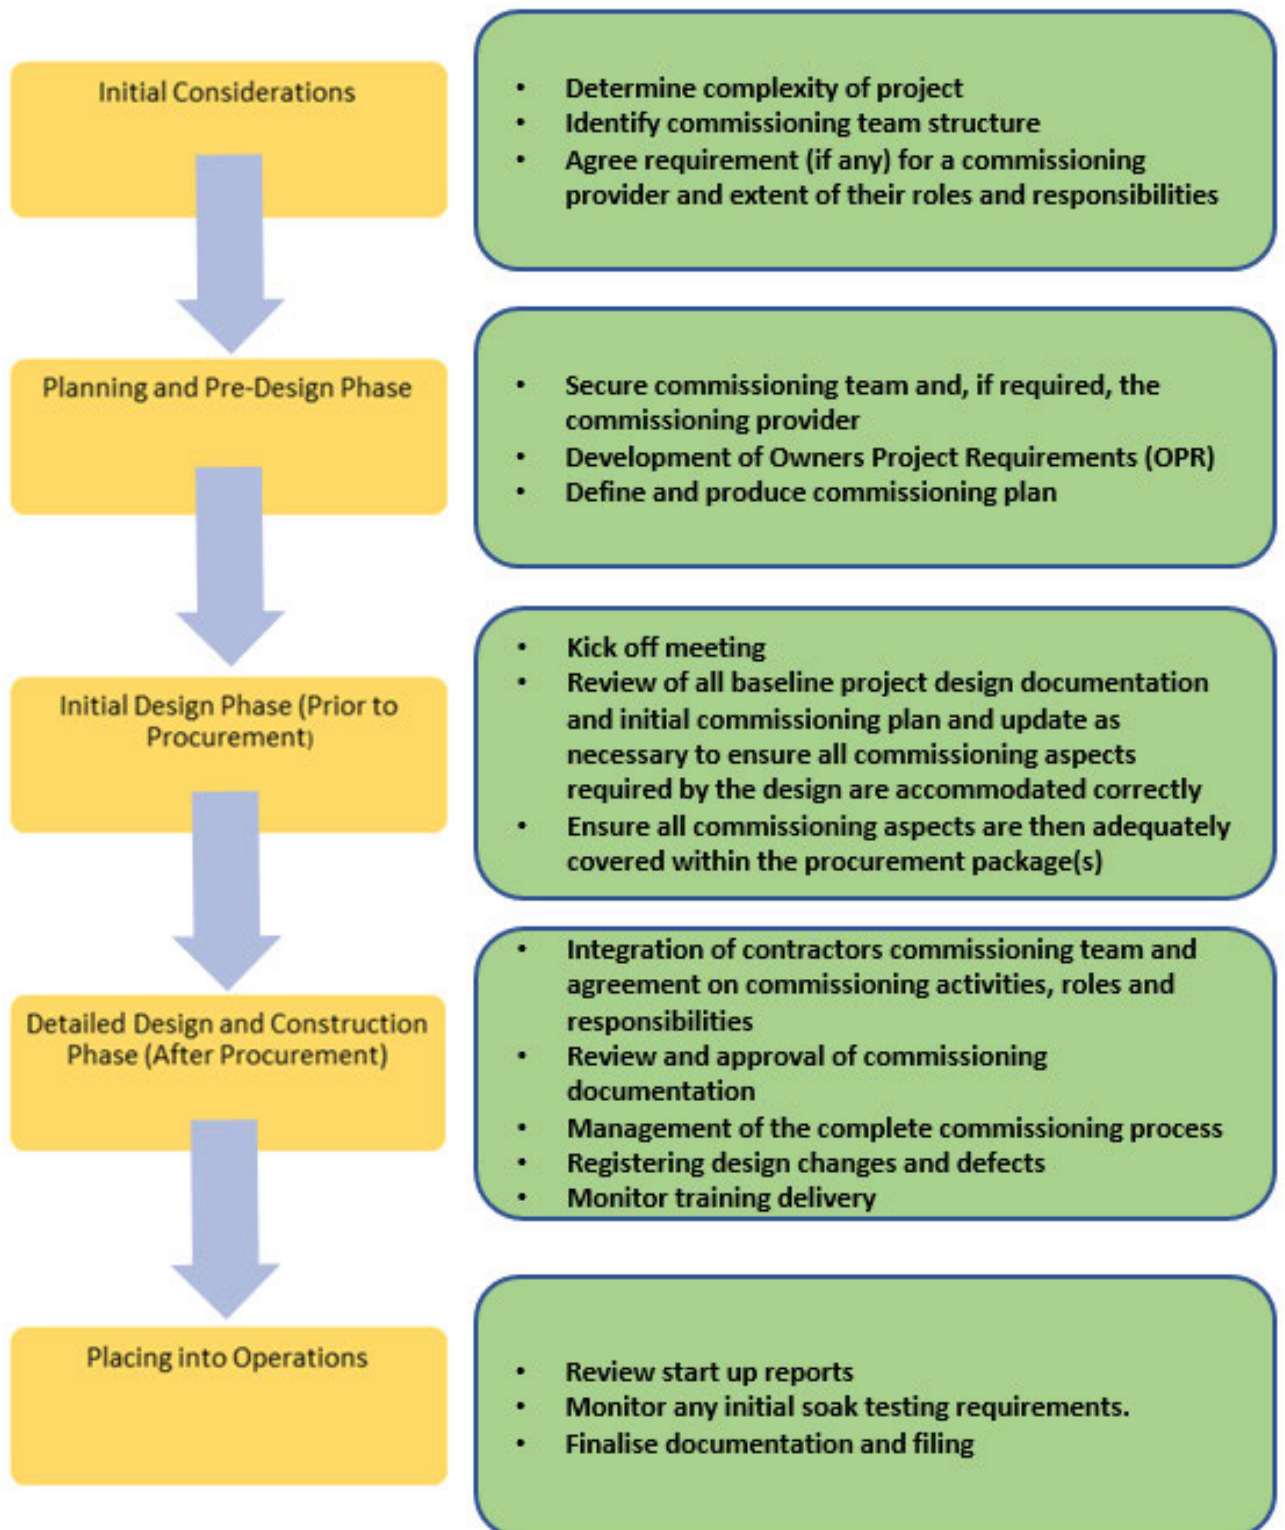 Initial Considerations
• Determine complexity of project
• Identify commissioning team structure
• Agree requirement (if any) for a commissioning
provider and extent of their roles and responsibilities
Planning and Pre-Design Phase
• Secure commissioning team and, if required, the
commissioning provider
• Development of Owners Project Requirements (OPR)
• Define and produce commissioning plan
Initial Design Phase (Prior to
Procurement)
• Kick off meeting
• Review of all baseline project design documentation
and initial commissioning plan and update as
necessary to ensure all commissioning aspects
required by the design are accommodated correctly
• Ensure all commissioning aspects are then adequately
covered within the procurement package(s)
Detailed Design and Construction
Phase (After Procurement)
• Integration of contractors commissioning team and
agreement on commissioning activities, roles and
responsibilities
• Review and approval of commissioning
documentation
• Management of the complete commissioning process
• Registering design changes and defects
• Monitor training delivery
Placing into Operations
• Review start up reports
• Monitor any initial soak testing requirements.
• Finalise documentation and filing